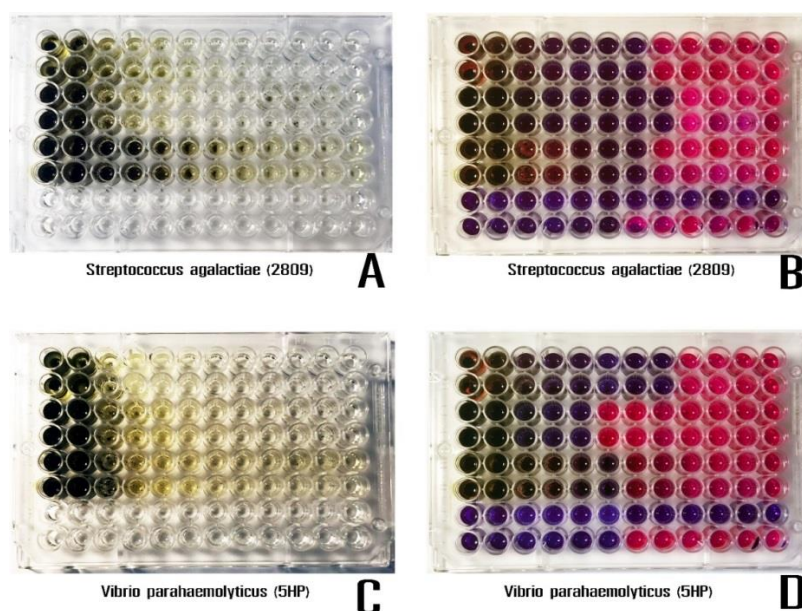 Streptococcus agalactiae (2809)
A
Streptococcus agalactiae (2809)
B
Vibrio parahaemolyticus (5HP)
C
Vibrio parahaemolyticus (5HP)
D